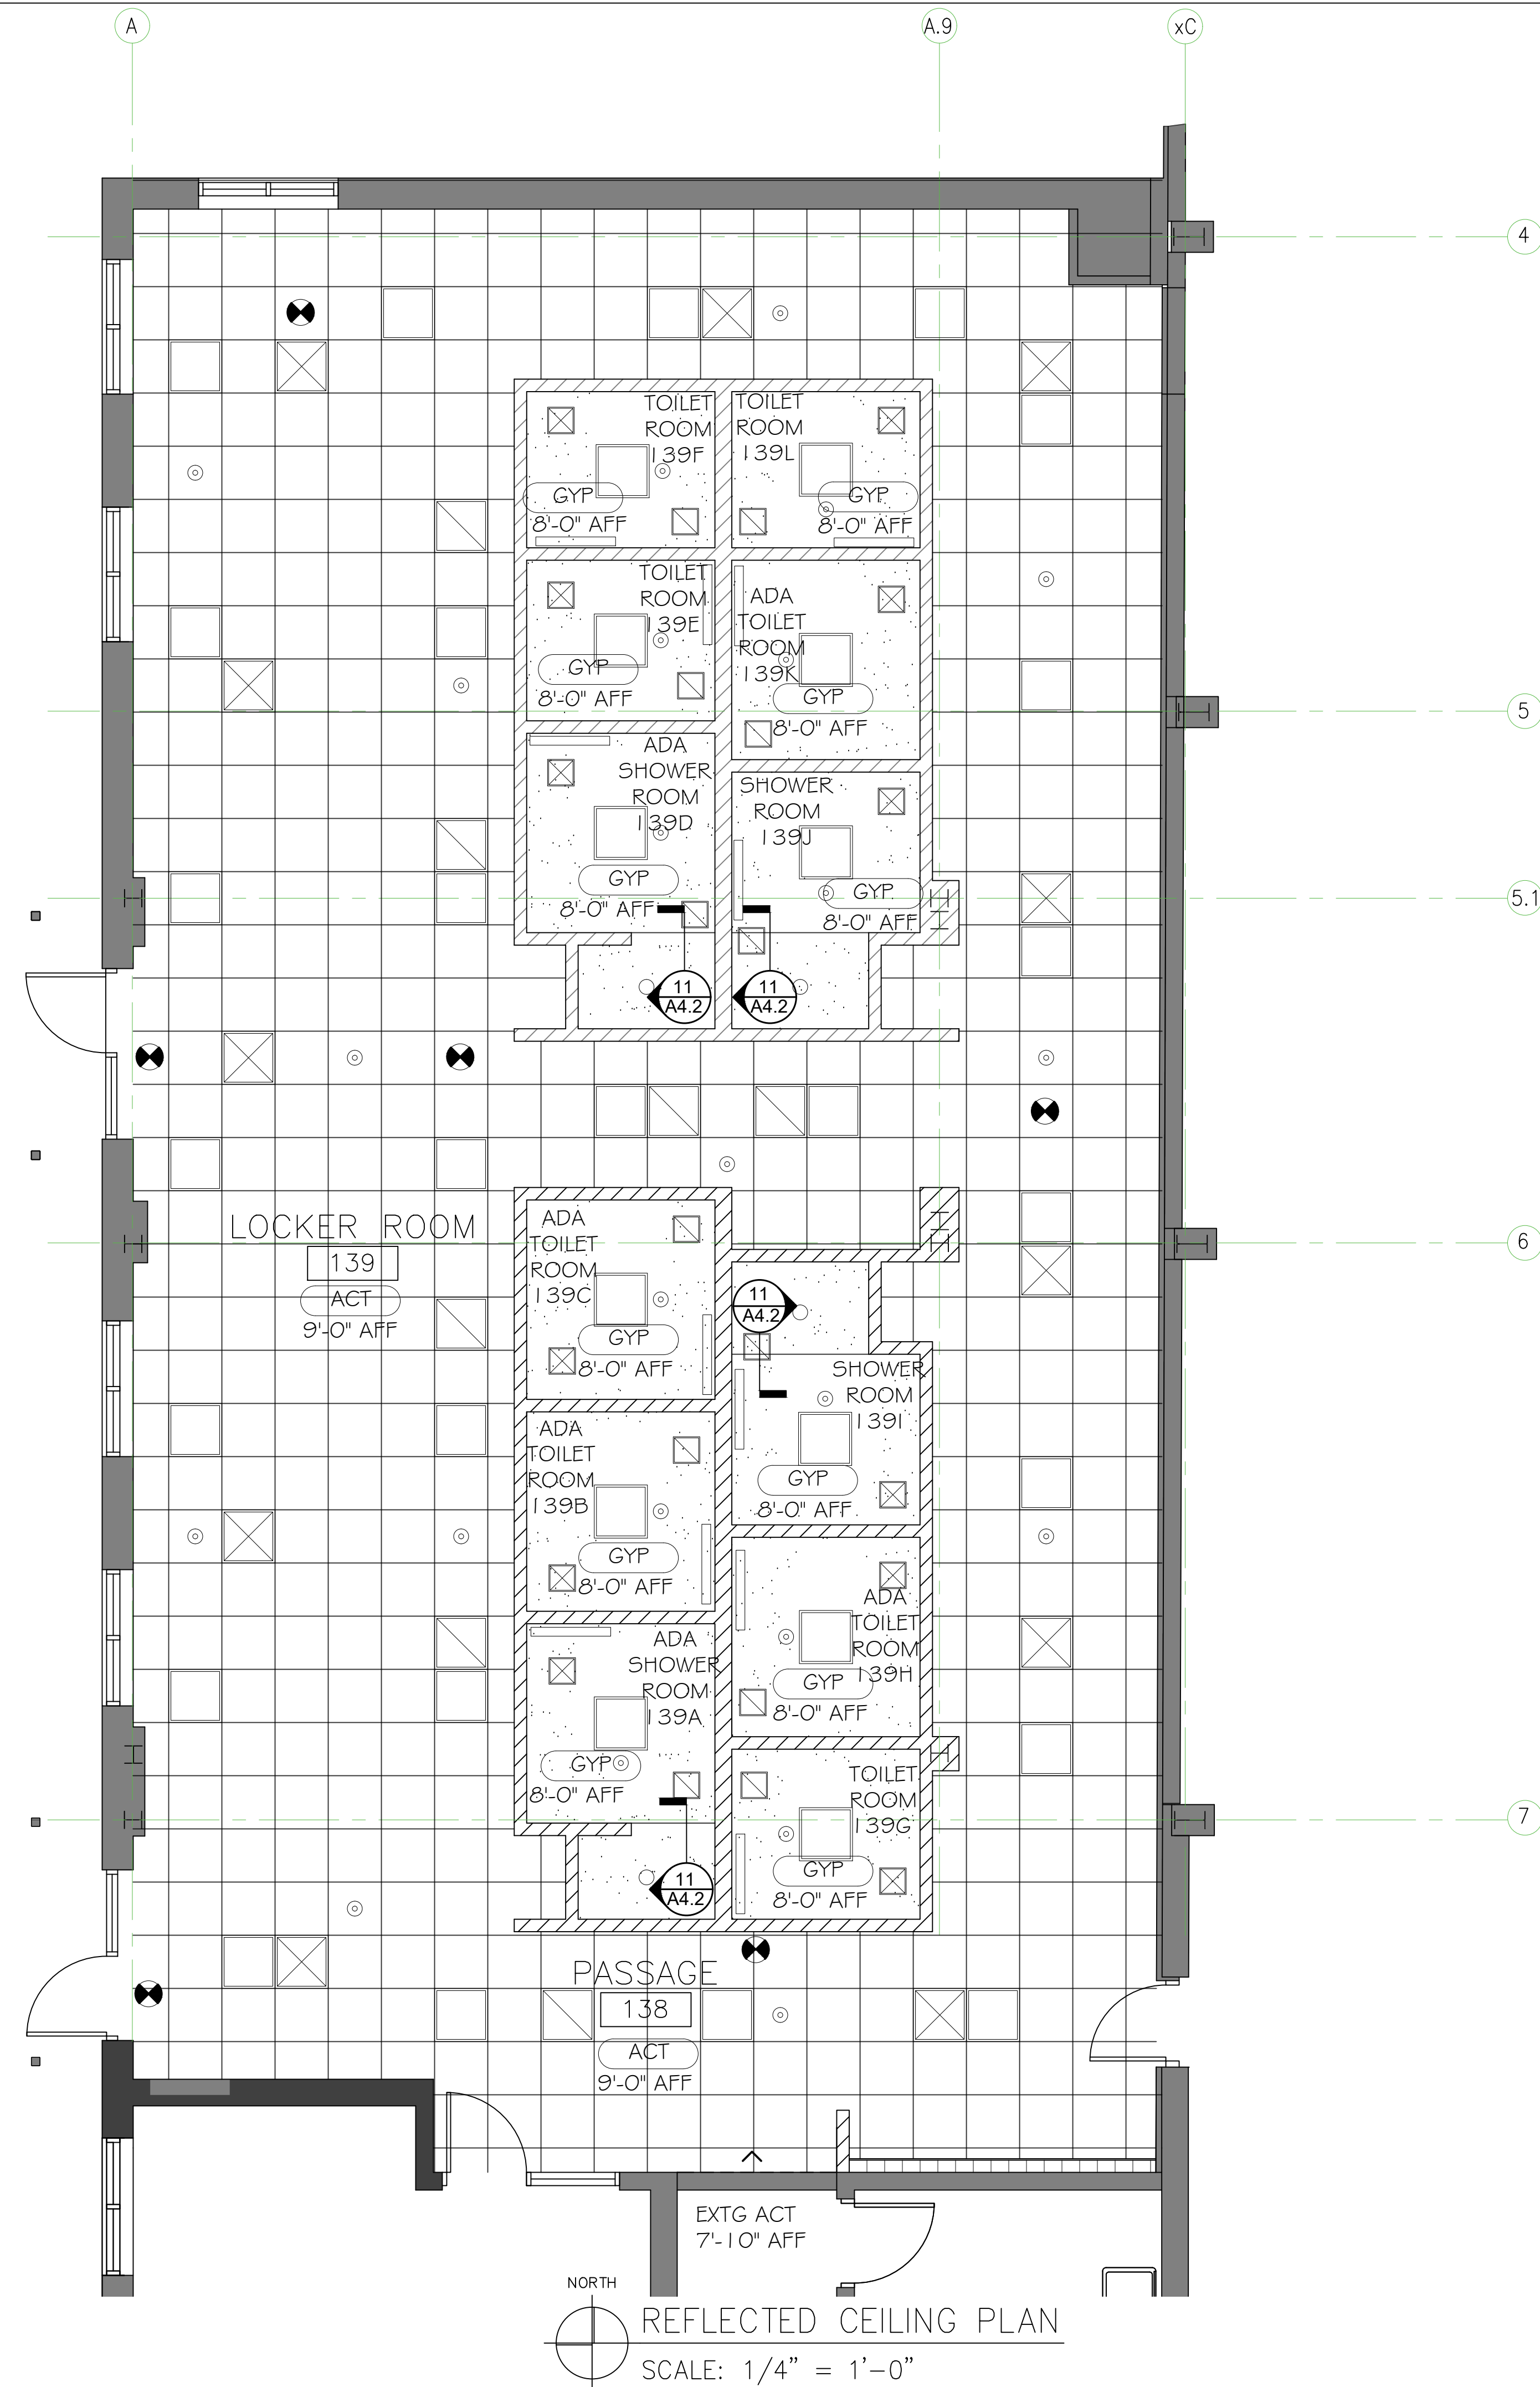 A
A.9
xC
4
TOILET
ROOM
139F
GYP
8'-0" AFF
TOILET
ROOM
139L
GYP
8'-0" AFF
TOILET
ROOM
139E
GYP
8'-0" AFF
ADA
TOILET
ROOM
139K
GYP
8'-0" AFF
5
ADA
SHOWER
ROOM
139D
GYP
8'-0" AFF
SHOWER
ROOM
139J
GYP
8'-0" AFF
5.1
11
A4.2
11
A4.2
LOCKER ROOM
139
ACT
9'-0" AFF
ADA
TOILET
ROOM
139C
GYP
8'-0" AFF
6
11
A4.2
SHOWER
ROOM
139I
GYP
8'-0" AFF
ADA
TOILET
ROOM
139B
GYP
8'-0" AFF
ADA
TOILET
ROOM
139H
GYP
8'-0" AFF
ADA
SHOWER
ROOM
139A
GYP
8'-0" AFF
TOILET
ROOM
139G
GYP
8'-0" AFF
7
11
A4.2
PASSAGE
138
ACT
9'-0" AFF
EXTG ACT
7'-10" AFF
NORTH
REFLECTED CEILING PLAN
SCALE: 1/4" = 1'-0"